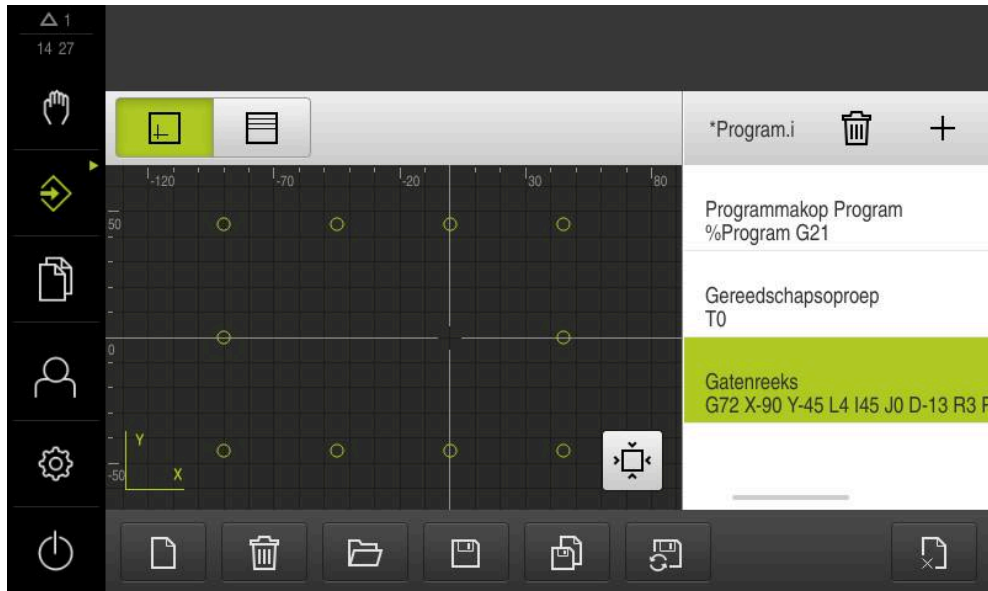 1
14 27
*Program.i
-120 -70 -20 30 80
50
0
-50
Y
X
Programmakop Program
%Program G21
Gereedschapsoproep
T0
Gatenreeks
G72 X-90 Y-45 L4 I45 J0 D-13 R3